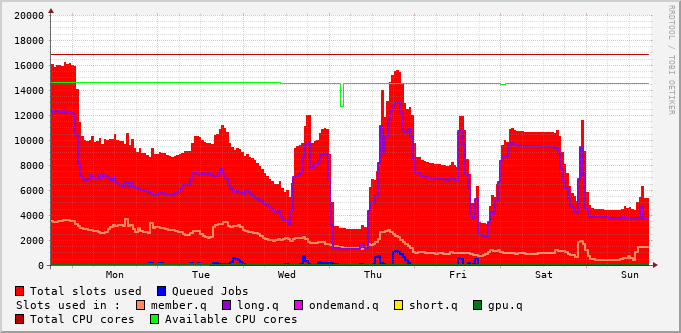 20000
18000
16000
14000
12000
10000
8000
6000
4000
2000
0
Mon Tue Wed Thu Fri Sat Sun
RRDTOOL / TOBI OETIKER
Total slots used Queued Jobs
Slots used in : member.q long.q ondemand.q short.q gpu.q
Total CPU cores Available CPU cores